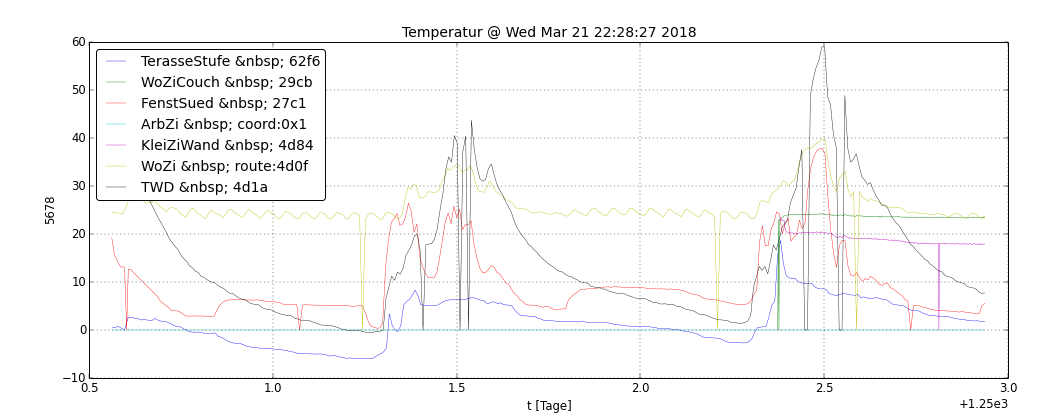 Temperatur @ Wed Mar 21 22:28:27 2018
60
50
40
30
20
10
0
−10
5678
TerasseStufe &nbsp; 62f6
WoZiCouch &nbsp; 29cb
FenstSued &nbsp; 27c1
ArbZi &nbsp; coord:0x1
KleiZiWand &nbsp; 4d84
WoZi &nbsp; route:4d0f
TWD &nbsp; 4d1a
0.5 1.0 1.5 2.0 2.5 3.0
t [Tage]
+1.25e3